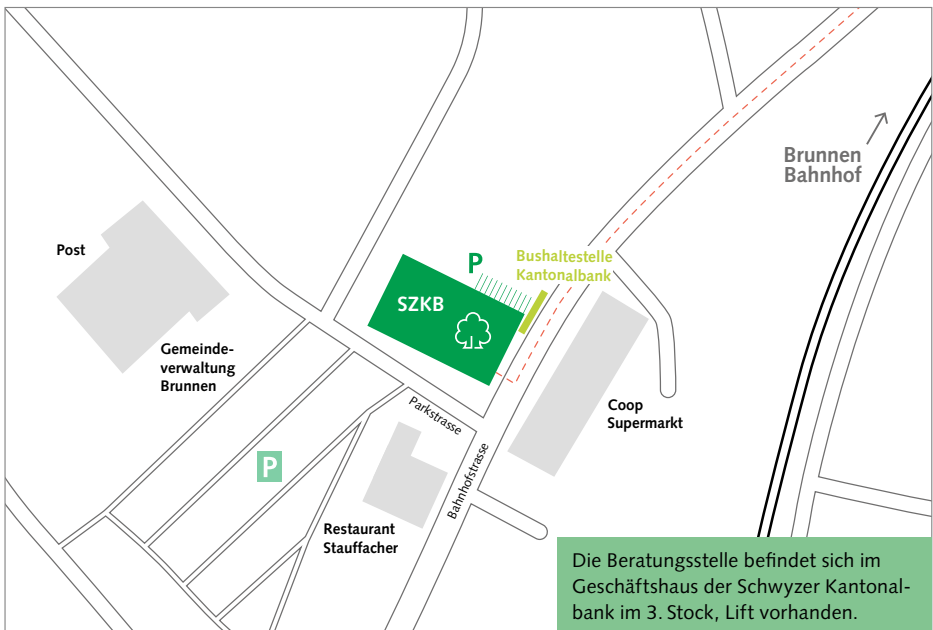 Brunnen
Bahnhof
Post
P
Bushaltestelle
Kantonalbank
SZKB
Gemeinde-
verwaltung
Brunnen
Parkstrasse
Coop
Supermarkt
P
Bahnhofstrasse
Restaurant
Stauffacher
Die Beratungsstelle befindet sich im
Geschäftshaus der Schwyzer Kantonal-
bank im 3. Stock, Lift vorhanden.